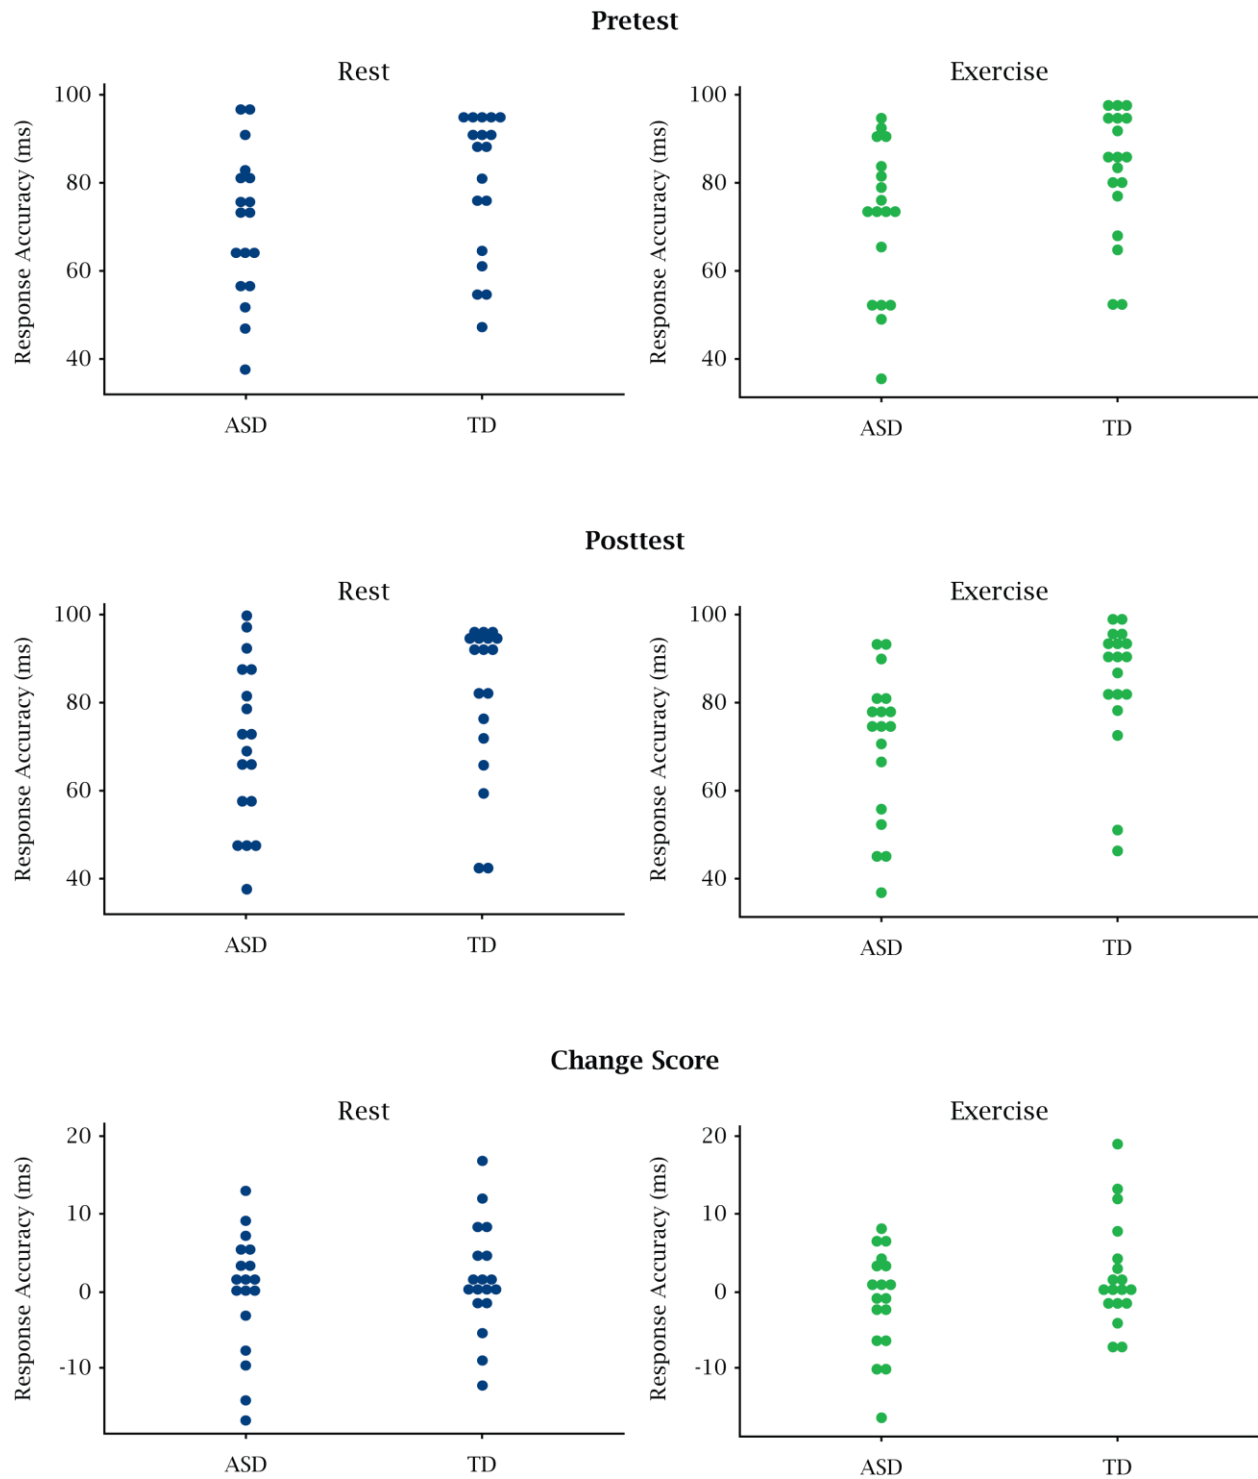 Pretest
Rest
Exercise
Response Accuracy (ms)
100
80
60
40
ASD
TD
Response Accuracy (ms)
100
80
60
40
ASD
TD
Posttest
Rest
Exercise
Response Accuracy (ms)
100
80
60
40
ASD
TD
Response Accuracy (ms)
100
80
60
40
ASD
TD
Change Score
Rest
Exercise
Response Accuracy (ms)
20
10
0
-10
ASD
TD
Response Accuracy (ms)
20
10
0
-10
ASD
TD